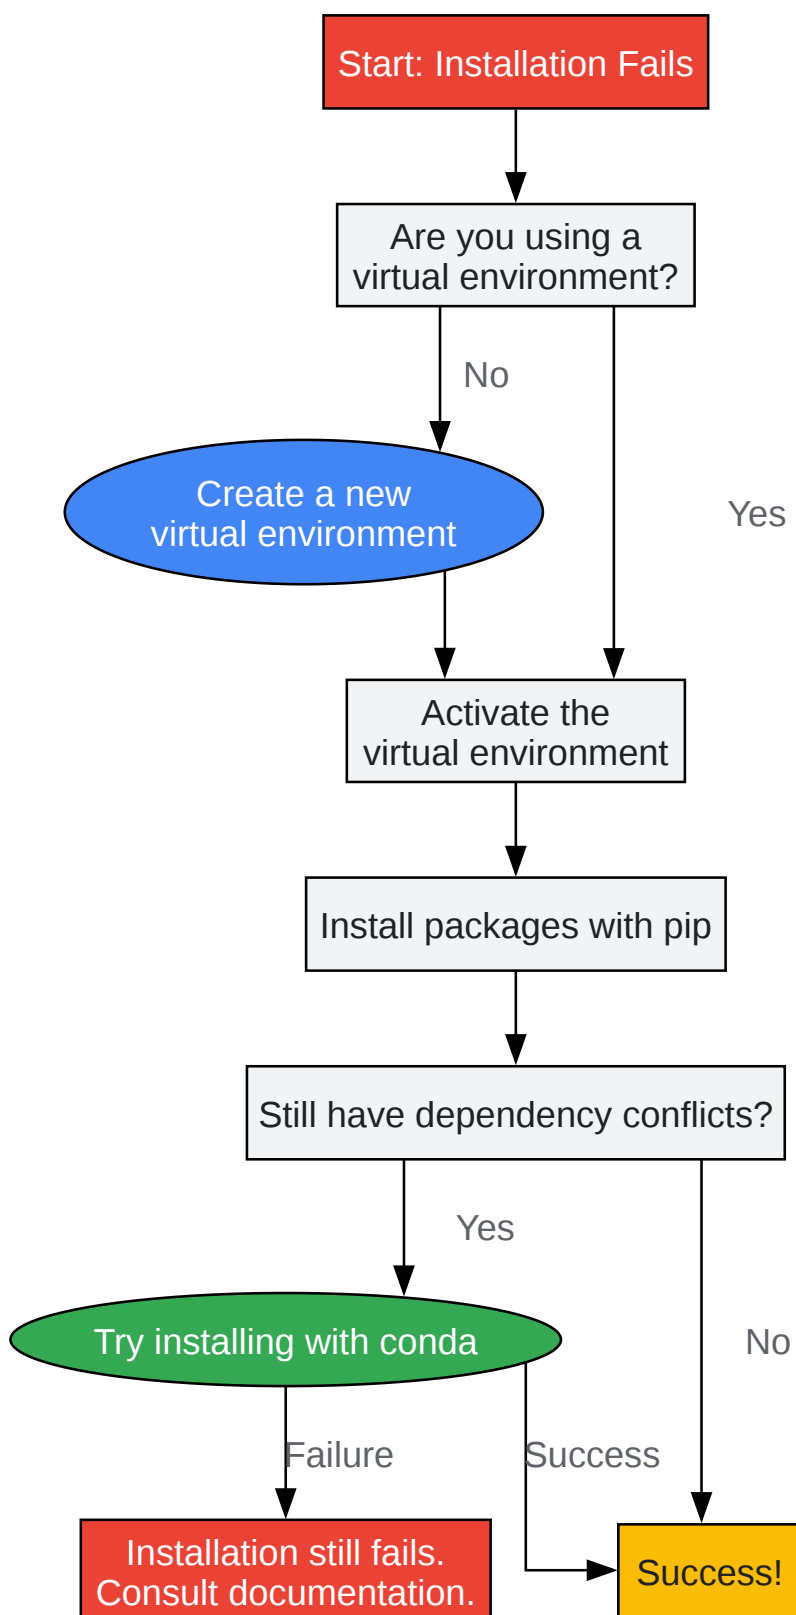 Start: Installation Fails
Are you using a
virtual environment?
No
Create a new
virtual environment
Yes
Activate the
virtual environment
Install packages with pip
Still have dependency conflicts?
Yes
Try installing with conda
No
Failure
Success
Installation still fails.
Consult documentation.
Success!